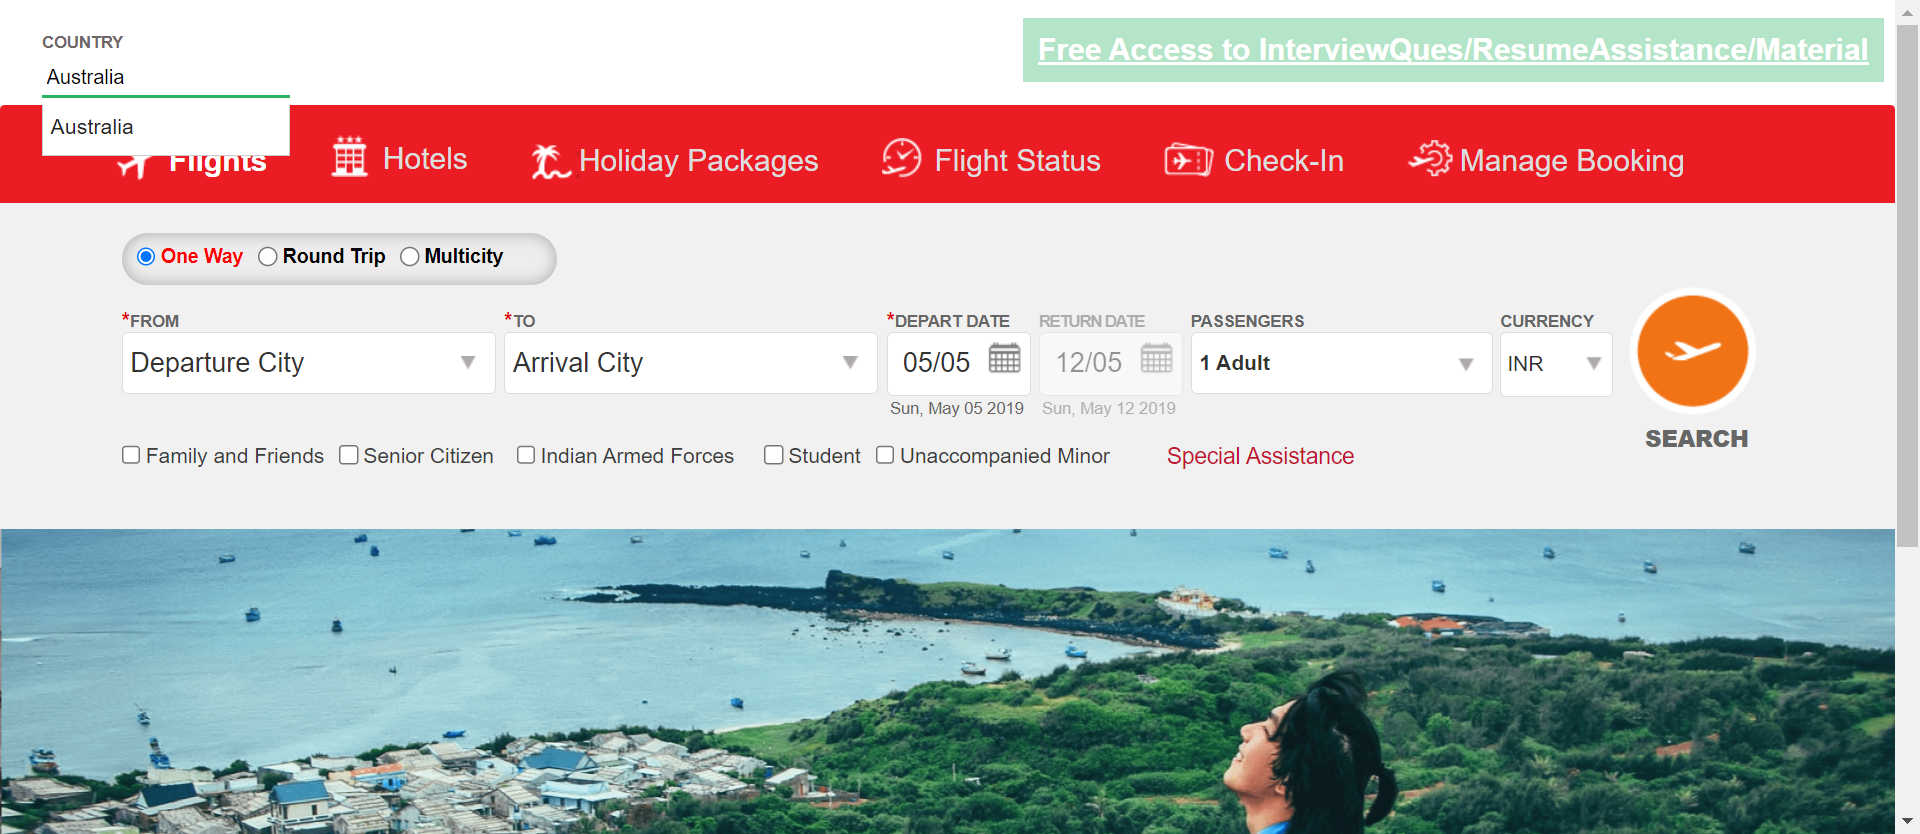 COUNTRY
Australia
Australia
Free Access to InterviewQues/ResumeAssistance/Material
Flights
Hotels
Holiday Packages
Flight Status
Check-In
Manage Booking
One Way
Round Trip
Multicity
*FROM
Departure City
*TO
Arrival City
*DEPART DATE
05/05
Sun, May 05 2019
RETURN DATE
12/05
Sun, May 12 2019
PASSENGERS
1 Adult
CURRENCY
INR
SEARCH
Family and Friends
Senior Citizen
Indian Armed Forces
Student
Unaccompanied Minor
Special Assistance